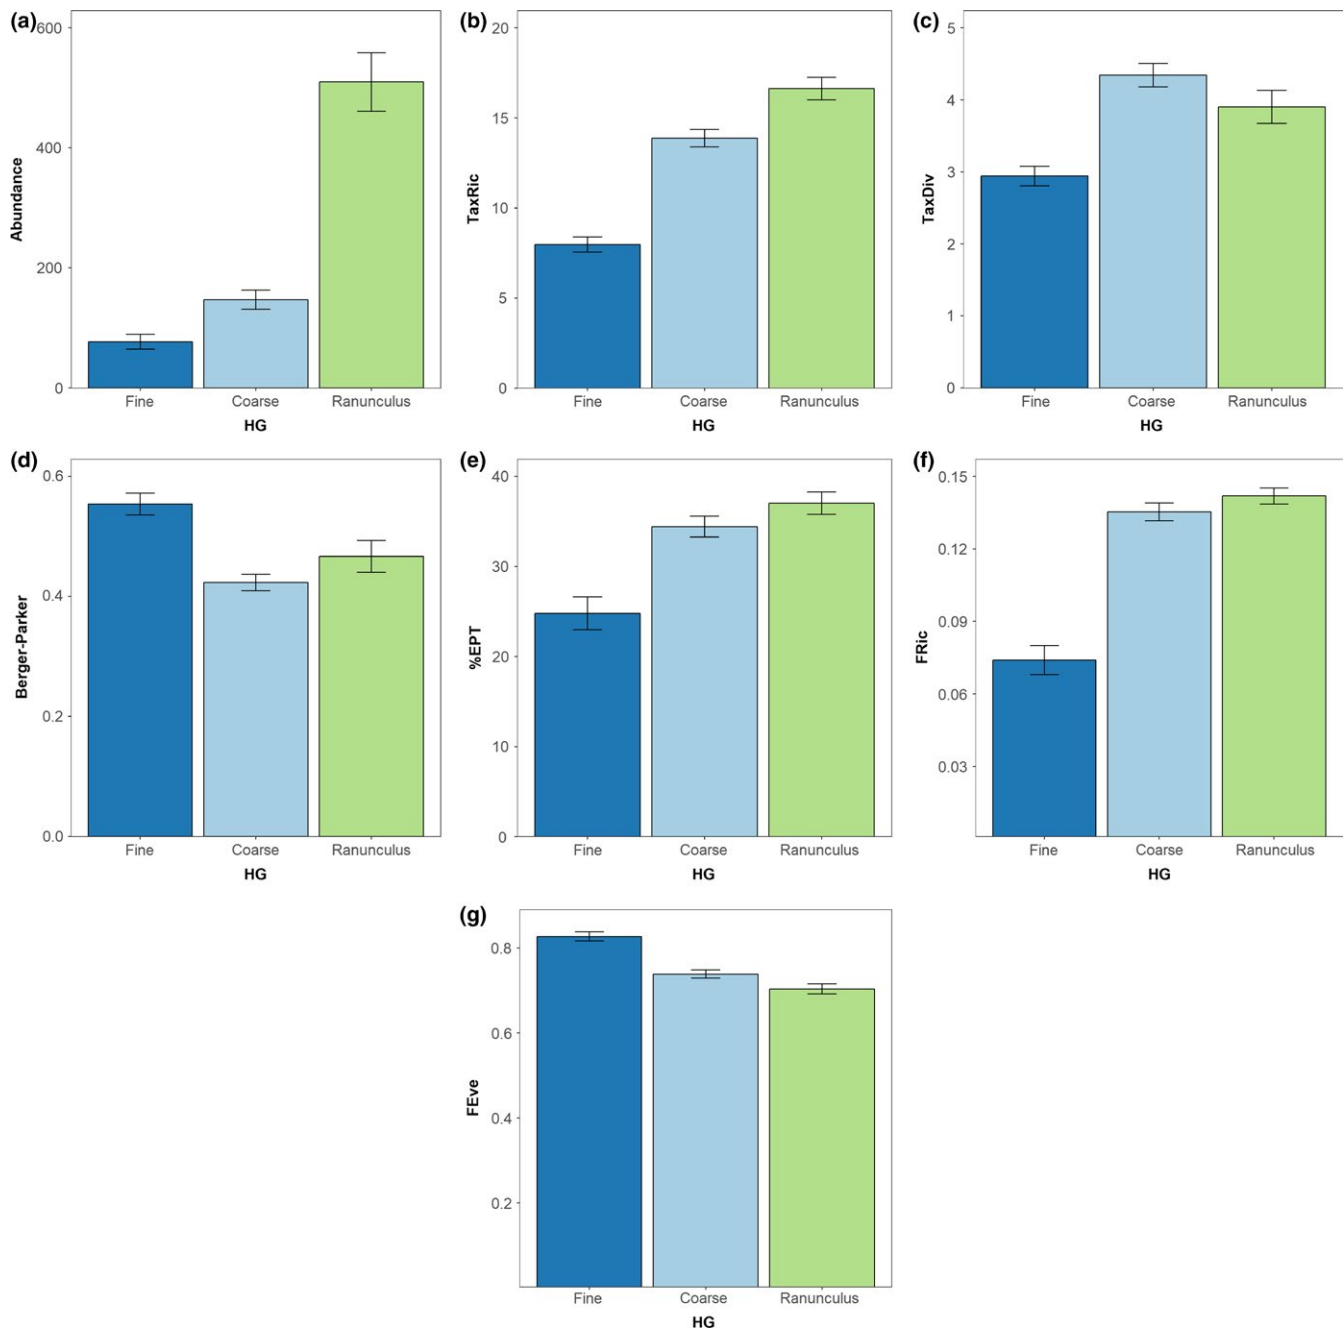 (a)
600
400
200
0
Abundance
Fine Coarse Ranunculus
HG
(b)
20
15
10
5
0
TaxRic
Fine Coarse Ranunculus
HG
(c)
5
4
3
2
1
0
TaxDiv
Fine Coarse Ranunculus
HG
(d)
0.6
0.4
0.2
0.0
Berger-Parker
Fine Coarse Ranunculus
HG
(e)
40
30
20
10
0
%EPT
Fine Coarse Ranunculus
HG
(f)
0.15
0.12
0.09
0.06
0.03
FRic
Fine Coarse Ranunculus
HG
(g)
0.8
0.6
0.4
0.2
FEve
Fine Coarse Ranunculus
HG